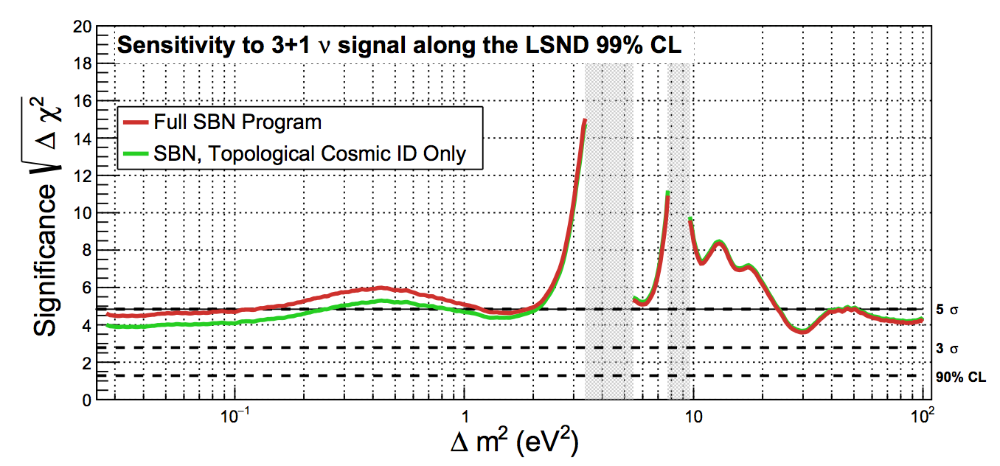 Sensitivity to 3+1 ν signal along the LSND 99% CL
Full SBN Program
SBN, Topological Cosmic ID Only
Significance √Δ χ²
20
18
16
14
12
10
8
6
4
2
0
5 σ
3 σ
90% CL
10⁻¹
1
10
10²
Δ m² (eV²)